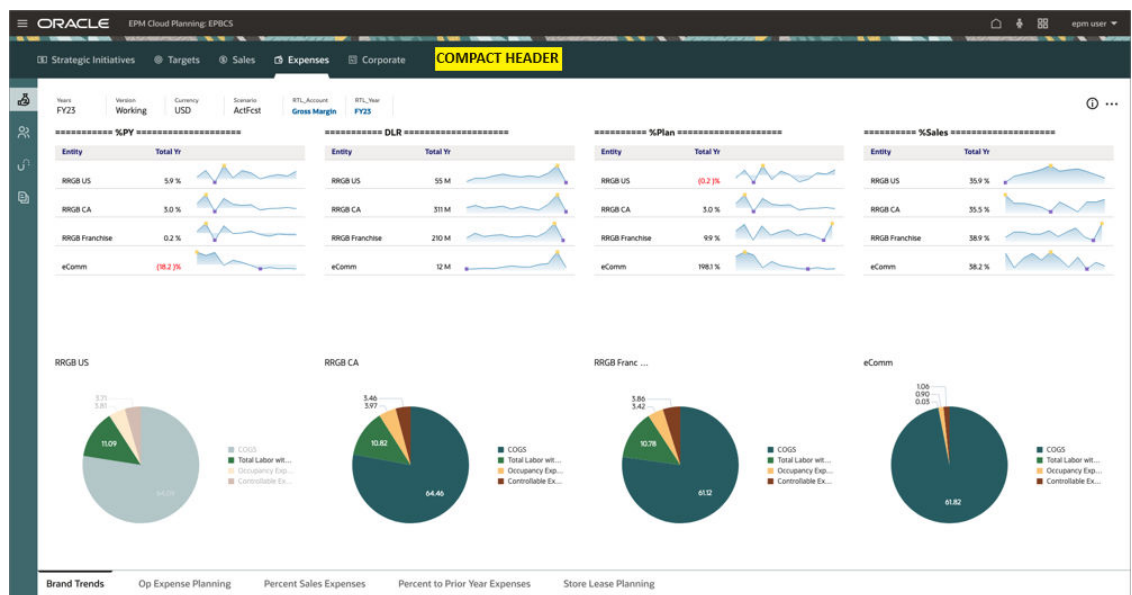 ORACLE EPM Cloud Planning: EPBCS epm user
Strategic Initiatives Targets Sales Expenses Corporate COMPACT HEADER
Years Version Currency Scenario RTL_Account RTL_Year
FY23 Working USD ActFcst Gross Margin FY23
=========== %PY ==================== ========== DLR ==================== ========== %Plan ==================== ========== %Sales ====================
Entity Total Yr Entity Total Yr Entity Total Yr Entity Total Yr
RRGB US 5.9 % RRGB US 55 M RRGB US (0.2 )% RRGB US 35.9 %
RRGB CA 3.0 % RRGB CA 311 M RRGB CA 3.0 % RRGB CA 35.5 %
RRGB Franchise 0.2 % RRGB Franchise 210 M RRGB Franchise 9.9 % RRGB Franchise 38.9 %
eComm (18.2 )% eComm 12 M eComm 198.1 % eComm 38.2 %
RRGB US RRGB CA RRGB Franc ... eComm
3.71
3.81
11.09
COGS
Total Labor wit...
Occupancy Exp...
Controllable Ex...
3.46
3.97
10.82
64.46
COGS
Total Labor wit...
Occupancy Exp...
Controllable Ex...
3.86
3.42
10.78
61.12
COGS
Total Labor wit...
Occupancy Exp...
Controllable Ex...
1.06
0.90
0.03
61.82
COGS
Total Labor wit...
Occupancy Exp...
Controllable Ex...
Brand Trends Op Expense Planning Percent Sales Expenses Percent to Prior Year Expenses Store Lease Planning